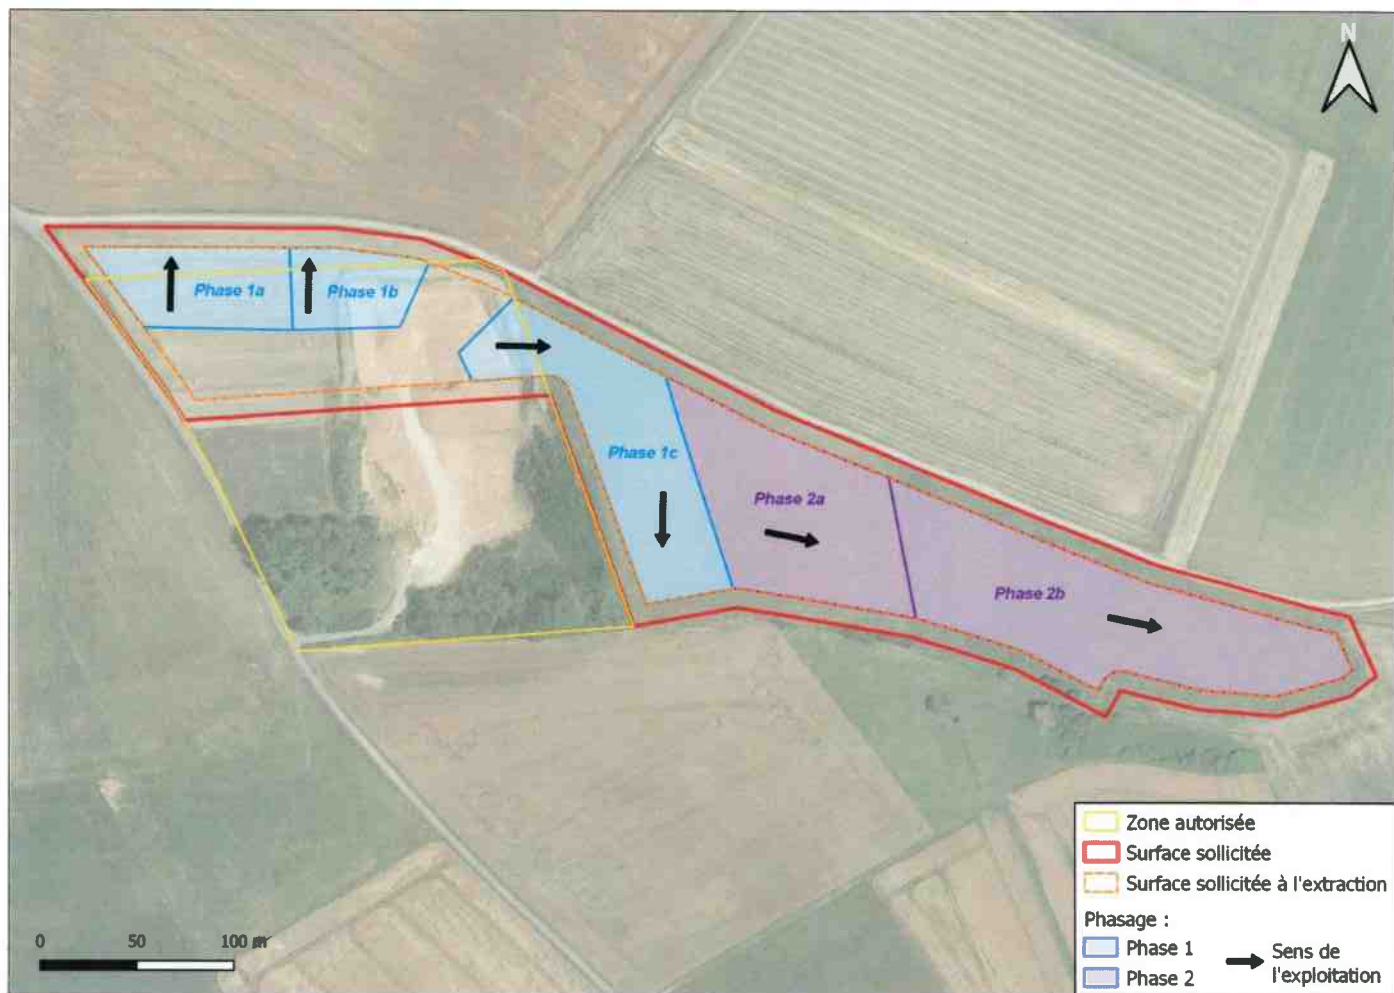 N
Phase 1a
Phase 1b
Phase 1c
Phase 2a
Phase 2b
0 50 100 m
Zone autorisée
Surface sollicitée
Surface sollicitée à l'extraction
Phasage :
Phase 1
Phase 2
Sens de
l'exploitation